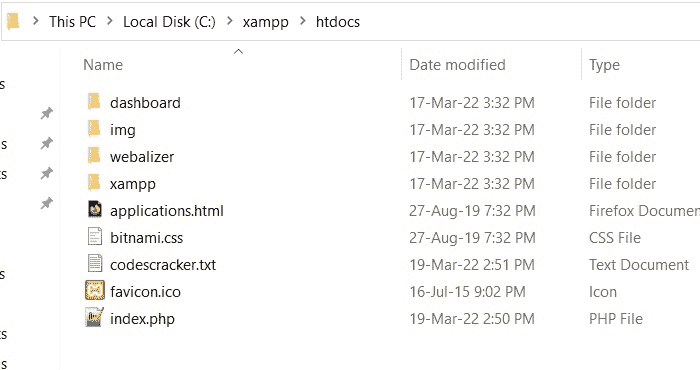 This PC > Local Disk (C:) > xampp > htdocs
Name Date modified Type
dashboard 17-Mar-22 3:32 PM File folder
img 17-Mar-22 3:32 PM File folder
webalizer 17-Mar-22 3:32 PM File folder
xampp 17-Mar-22 3:32 PM File folder
applications.html 27-Aug-19 7:32 PM Firefox Documen
bitnami.css 27-Aug-19 7:32 PM CSS File
codescracker.txt 19-Mar-22 2:51 PM Text Document
favicon.ico 16-Jul-15 9:02 PM Icon
index.php 19-Mar-22 2:50 PM PHP File